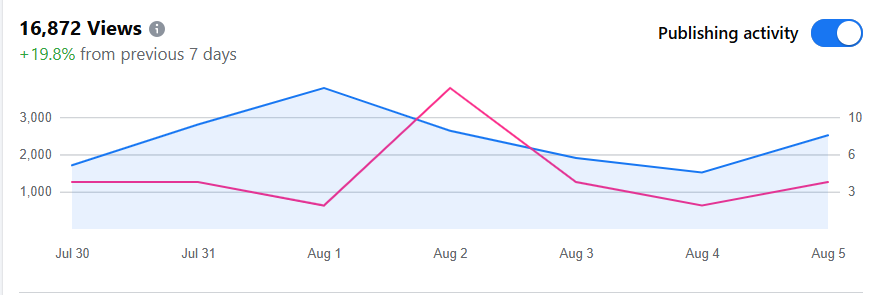 16,872 Views
Publishing activity
+19.8% from previous 7 days
3,000
10
2,000
6
1,000
3
Jul 30 Jul 31 Aug 1 Aug 2 Aug 3 Aug 4 Aug 5